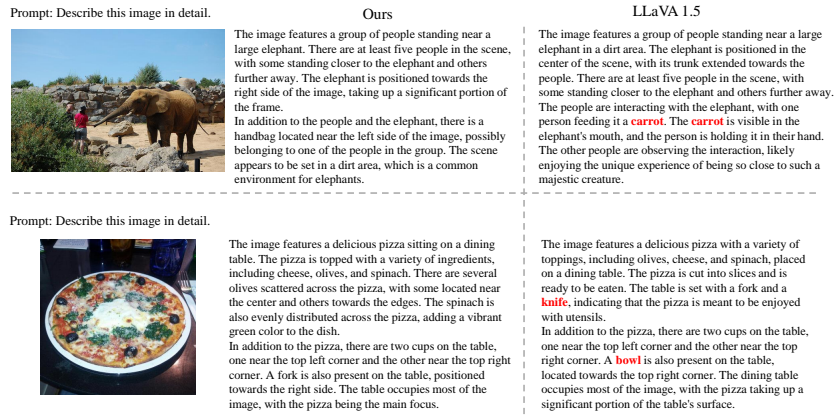 Prompt: Describe this image in detail.
Ours
LLaVA 1.5
The image features a group of people standing near a
large elephant. There are at least five people in the scene,
with some standing closer to the elephant and others
further away. The elephant is positioned towards the
right side of the image, taking up a significant portion of
the frame.
In addition to the people and the elephant, there is a
handbag located near the left side of the image, possibly
belonging to one of the people in the group. The scene
appears to be set in a dirt area, which is a common
environment for elephants.
The image features a group of people standing near a large
elephant in a dirt area. The elephant is positioned in the
center of the scene, with its trunk extended towards the
people. There are at least five people in the scene, with
some standing closer to the elephant and others further away.
The people are interacting with the elephant, with one
person feeding it a carrot. The carrot is visible in the
elephant's mouth, and the person is holding it in their hand.
The other people are observing the interaction, likely
enjoying the unique experience of being so close to such a
majestic creature.
Prompt: Describe this image in detail.
The image features a delicious pizza sitting on a dining
table. The pizza is topped with a variety of ingredients,
including cheese, olives, and spinach. There are several
olives scattered across the pizza, with some located near
the center and others towards the edges. The spinach is
also evenly distributed across the pizza, adding a vibrant
green color to the dish.
In addition to the pizza, there are two cups on the table,
one near the top left corner and the other near the top right
corner. A fork is also present on the table, positioned
towards the right side. The table occupies most of the
image, with the pizza being the main focus.
The image features a delicious pizza with a variety of
toppings, including olives, cheese, and spinach, placed
on a dining table. The pizza is cut into slices and is
ready to be eaten. The table is set with a fork and a
knife, indicating that the pizza is meant to be enjoyed
with utensils.
In addition to the pizza, there are two cups on the table,
one near the top left corner and the other near the top
right corner. A bowl is also present on the table,
located towards the top right corner. The dining table
occupies most of the image, with the pizza taking up a
significant portion of the table's surface.